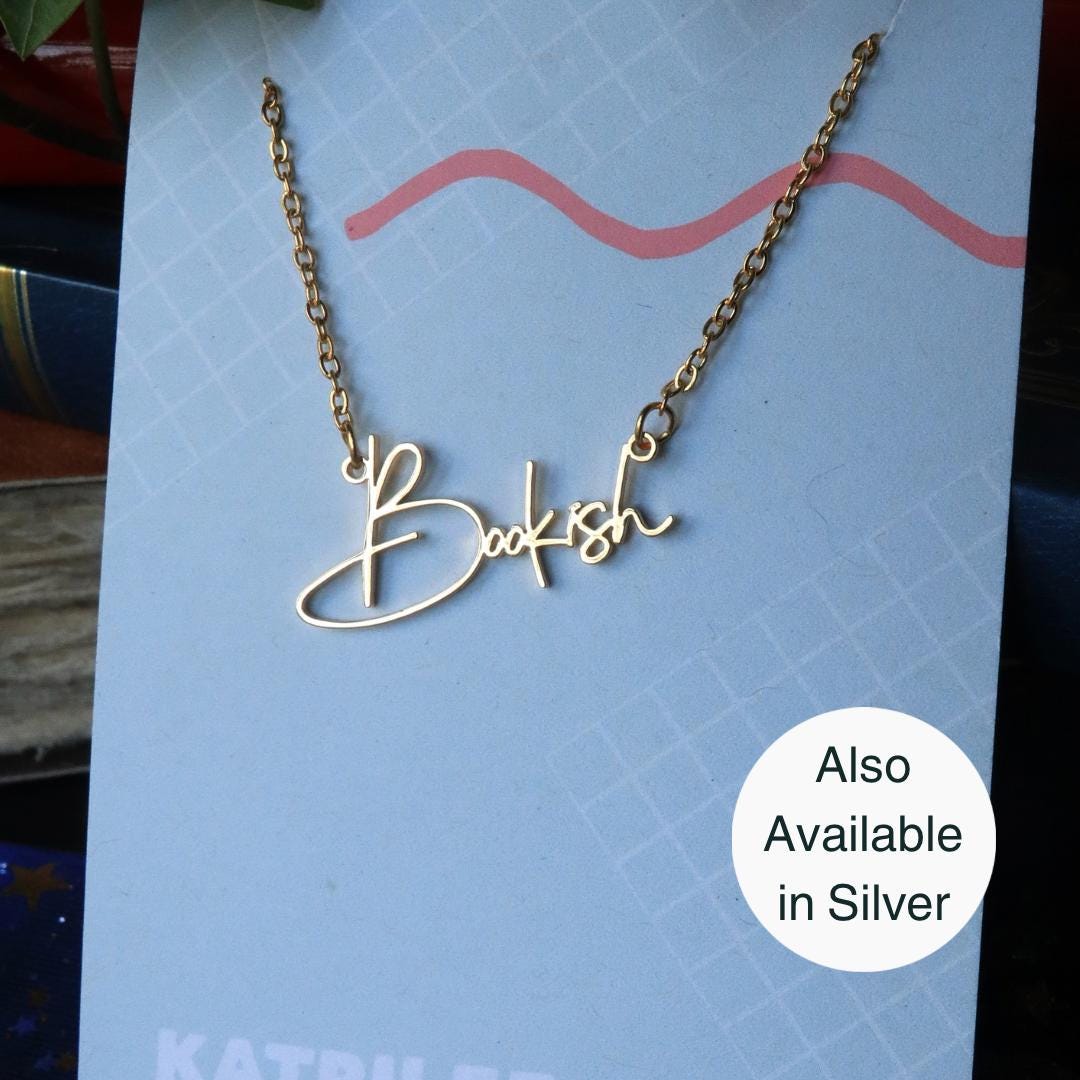 Bookish
Also
Available
in Silver